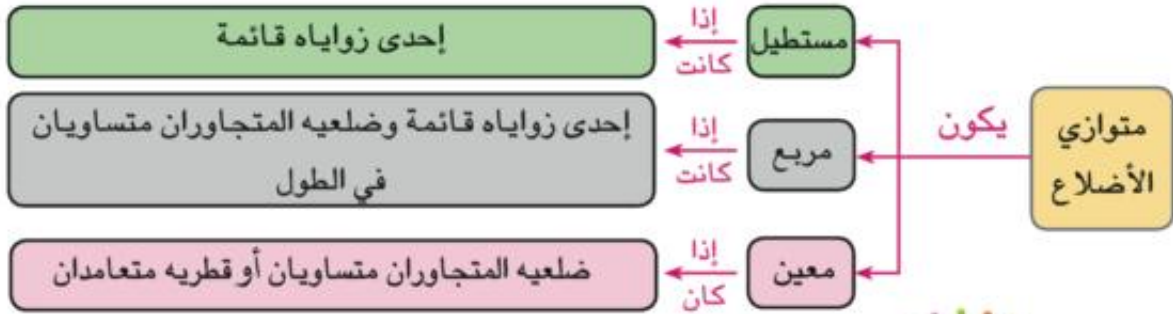 متوازي
الأضلاع
يكون
مستطيل
إذا
كانت
إحدى زواياه قائمة
مربع
إذا
كانت
إحدى زواياه قائمة وضلعيه المتجاوران متساويان
في الطول
معين
إذا
كان
ضلعيه المتجاوران متساويان أو قطريه متعامدان